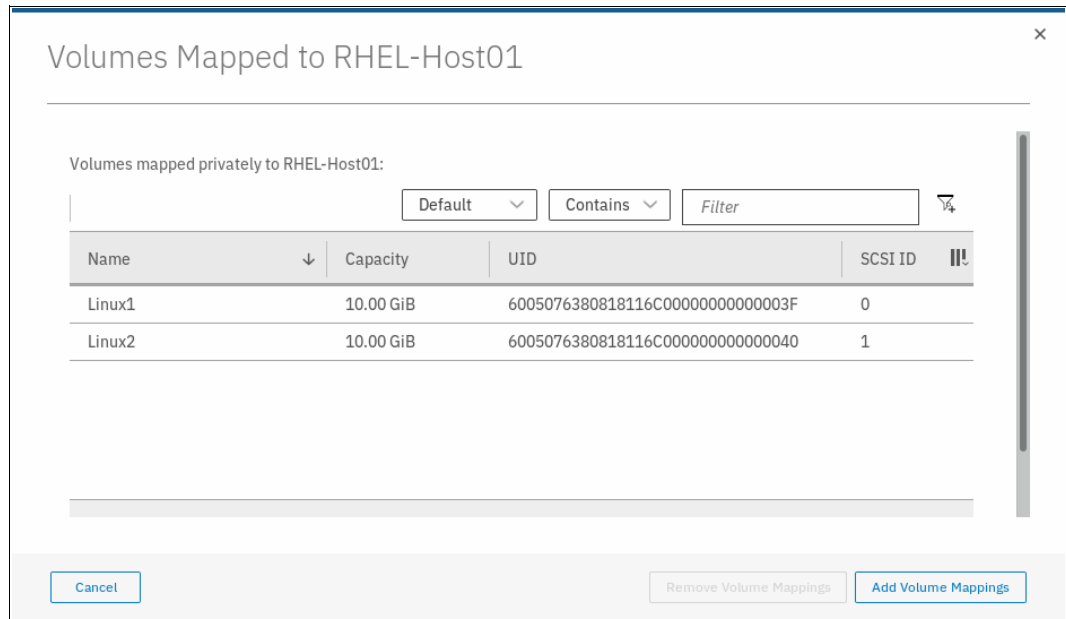 Volumes Mapped to RHEL-Host01
Volumes mapped privately to RHEL-Host01:
Default Contains Filter
Name Capacity UID SCSI ID
Linux1 10.00 GiB 6005076380818116C00000000000003F 0
Linux2 10.00 GiB 6005076380818116C000000000000040 1
Cancel Remove Volume Mappings Add Volume Mappings